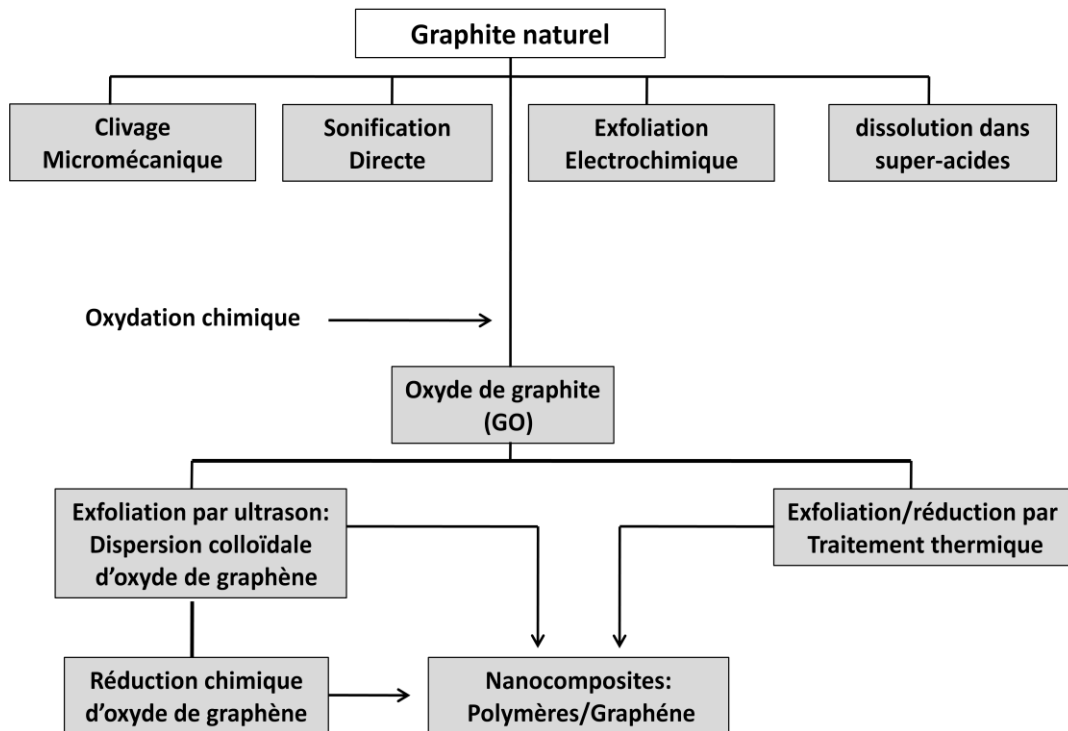 Graphite naturel
Clivage
Micromécanique
Sonification
Directe
Exfoliation
Electrochimique
dissolution dans
super-acides
Oxydation chimique
Oxyde de graphite
(GO)
Exfoliation par ultrason:
Dispersion colloïdale
d'oxyde de graphène
Exfoliation/réduction par
Traitement thermique
Réduction chimique
d'oxyde de graphène
Nanocomposites:
Polymères/Graphéne